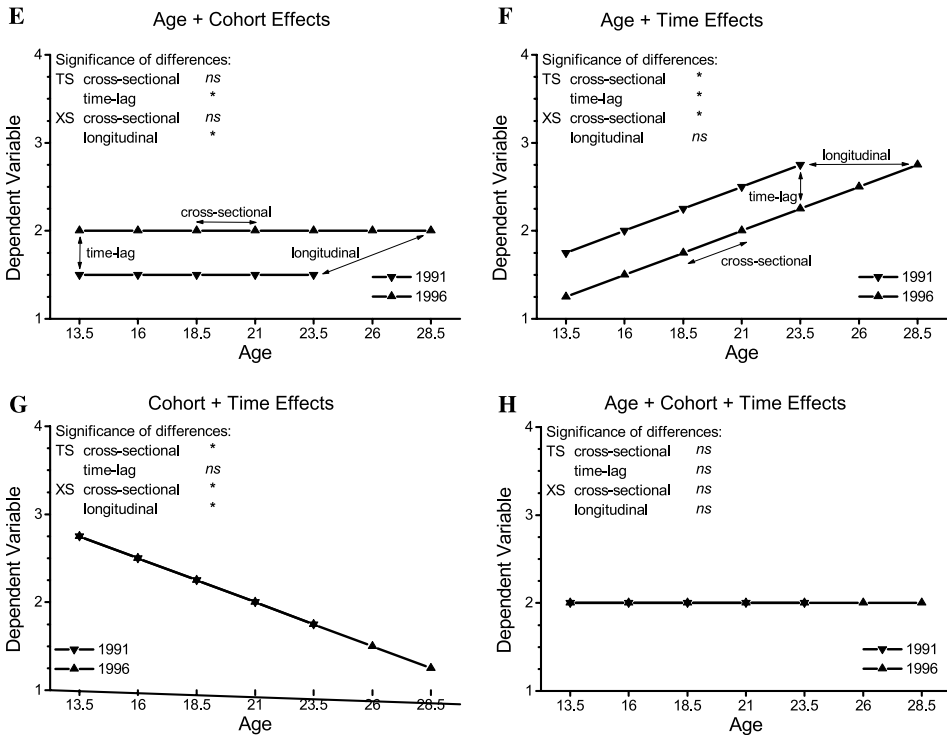 E
Age + Cohort Effects
Significance of differences:
TS cross-sectional ns
time-lag *
XS cross-sectional ns
longitudinal *
cross-sectional
time-lag
longitudinal
1991
1996
Dependent Variable
4
3
2
1
13.5 16 18.5 21 23.5 26 28.5
Age
F
Age + Time Effects
Significance of differences:
TS cross-sectional *
time-lag *
XS cross-sectional *
longitudinal ns
longitudinal
time-lag
cross-sectional
1991
1996
Dependent Variable
4
3
2
1
13.5 16 18.5 21 23.5 26 28.5
Age
G
Cohort + Time Effects
Significance of differences:
TS cross-sectional *
time-lag ns
XS cross-sectional *
longitudinal *
1991
1996
Dependent Variable
4
3
2
1
13.5 16 18.5 21 23.5 26 28.5
Age
H
Age + Cohort + Time Effects
Significance of differences:
TS cross-sectional ns
time-lag ns
XS cross-sectional ns
longitudinal ns
1991
1996
Dependent Variable
4
3
2
1
13.5 16 18.5 21 23.5 26 28.5
Age